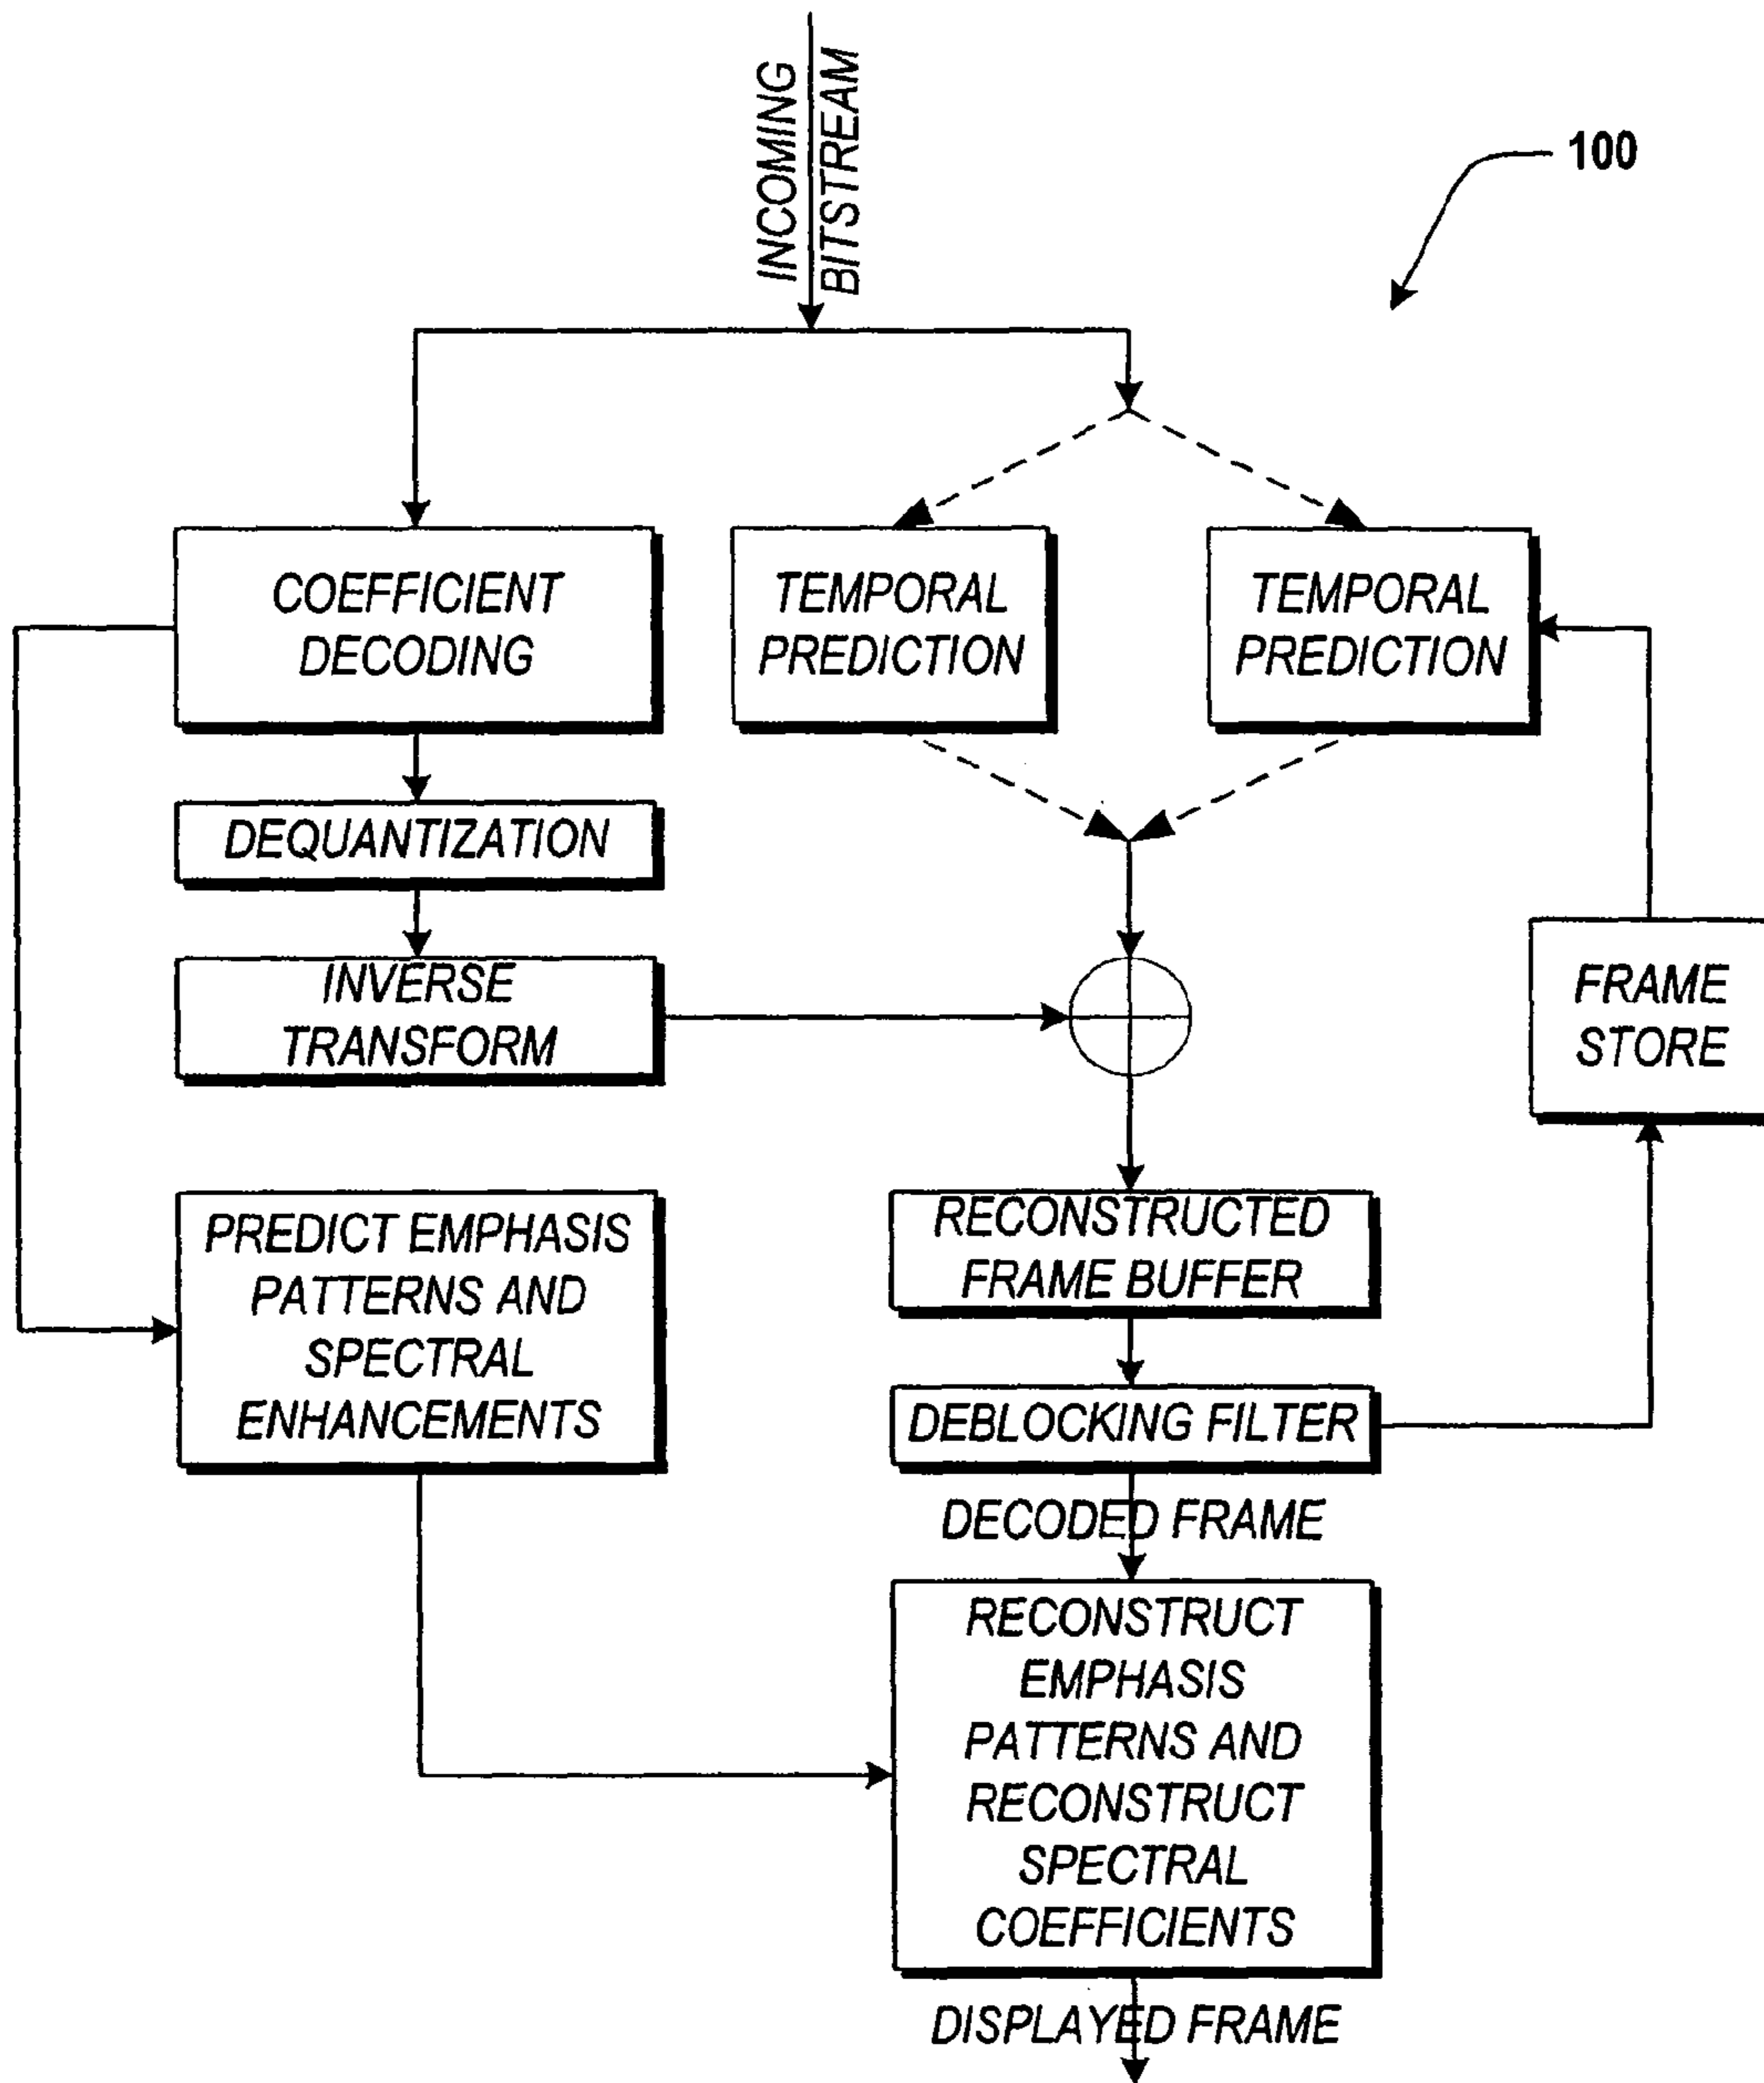 INCOMING
BITSTREAM
100
COEFFICIENT
DECODING
TEMPORAL
PREDICTION
TEMPORAL
PREDICTION
DEQUANTIZATION
INVERSE
TRANSFORM
FRAME
STORE
PREDICT EMPHASIS
PATTERNS AND
SPECTRAL
ENHANCEMENTS
RECONSTRUCTED
FRAME BUFFER
DEBLOCKING FILTER
DECODED FRAME
RECONSTRUCT
EMPHASIS
PATTERNS AND
RECONSTRUCT
SPECTRAL
COEFFICIENTS
DISPLAYED FRAME